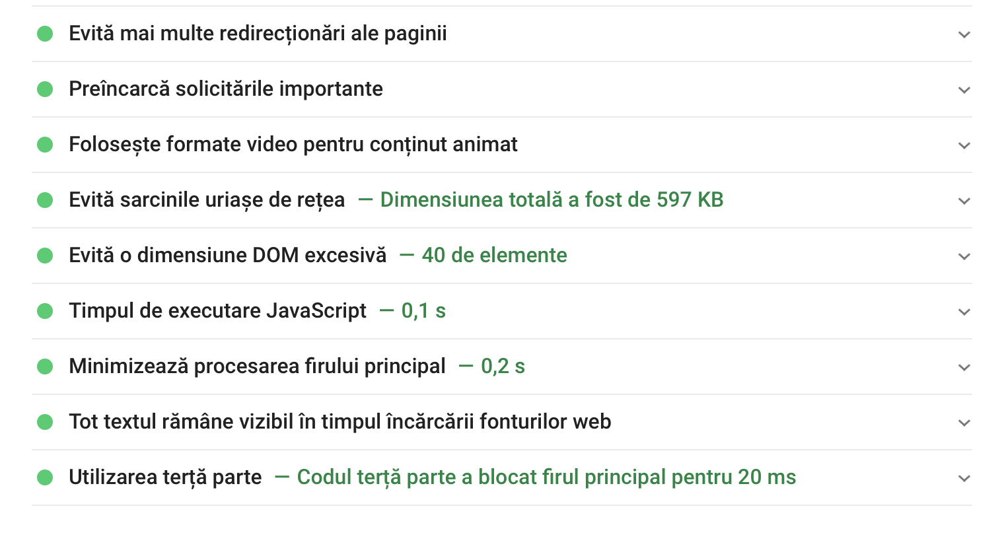 Evită mai multe redirecționări ale paginii
Preîncarcă solicitările importante
Folosește formate video pentru conținut animat
Evită sarcinile uriașe de rețea — Dimensiunea totală a fost de 597 KB
Evită o dimensiune DOM excesivă — 40 de elemente
Timpul de executare JavaScript — 0,1 s
Minimizează procesarea firului principal — 0,2 s
Tot textul rămâne vizibil în timpul încărcării fonturilor web
Utilizarea terță parte — Codul terță parte a blocat firul principal pentru 20 ms